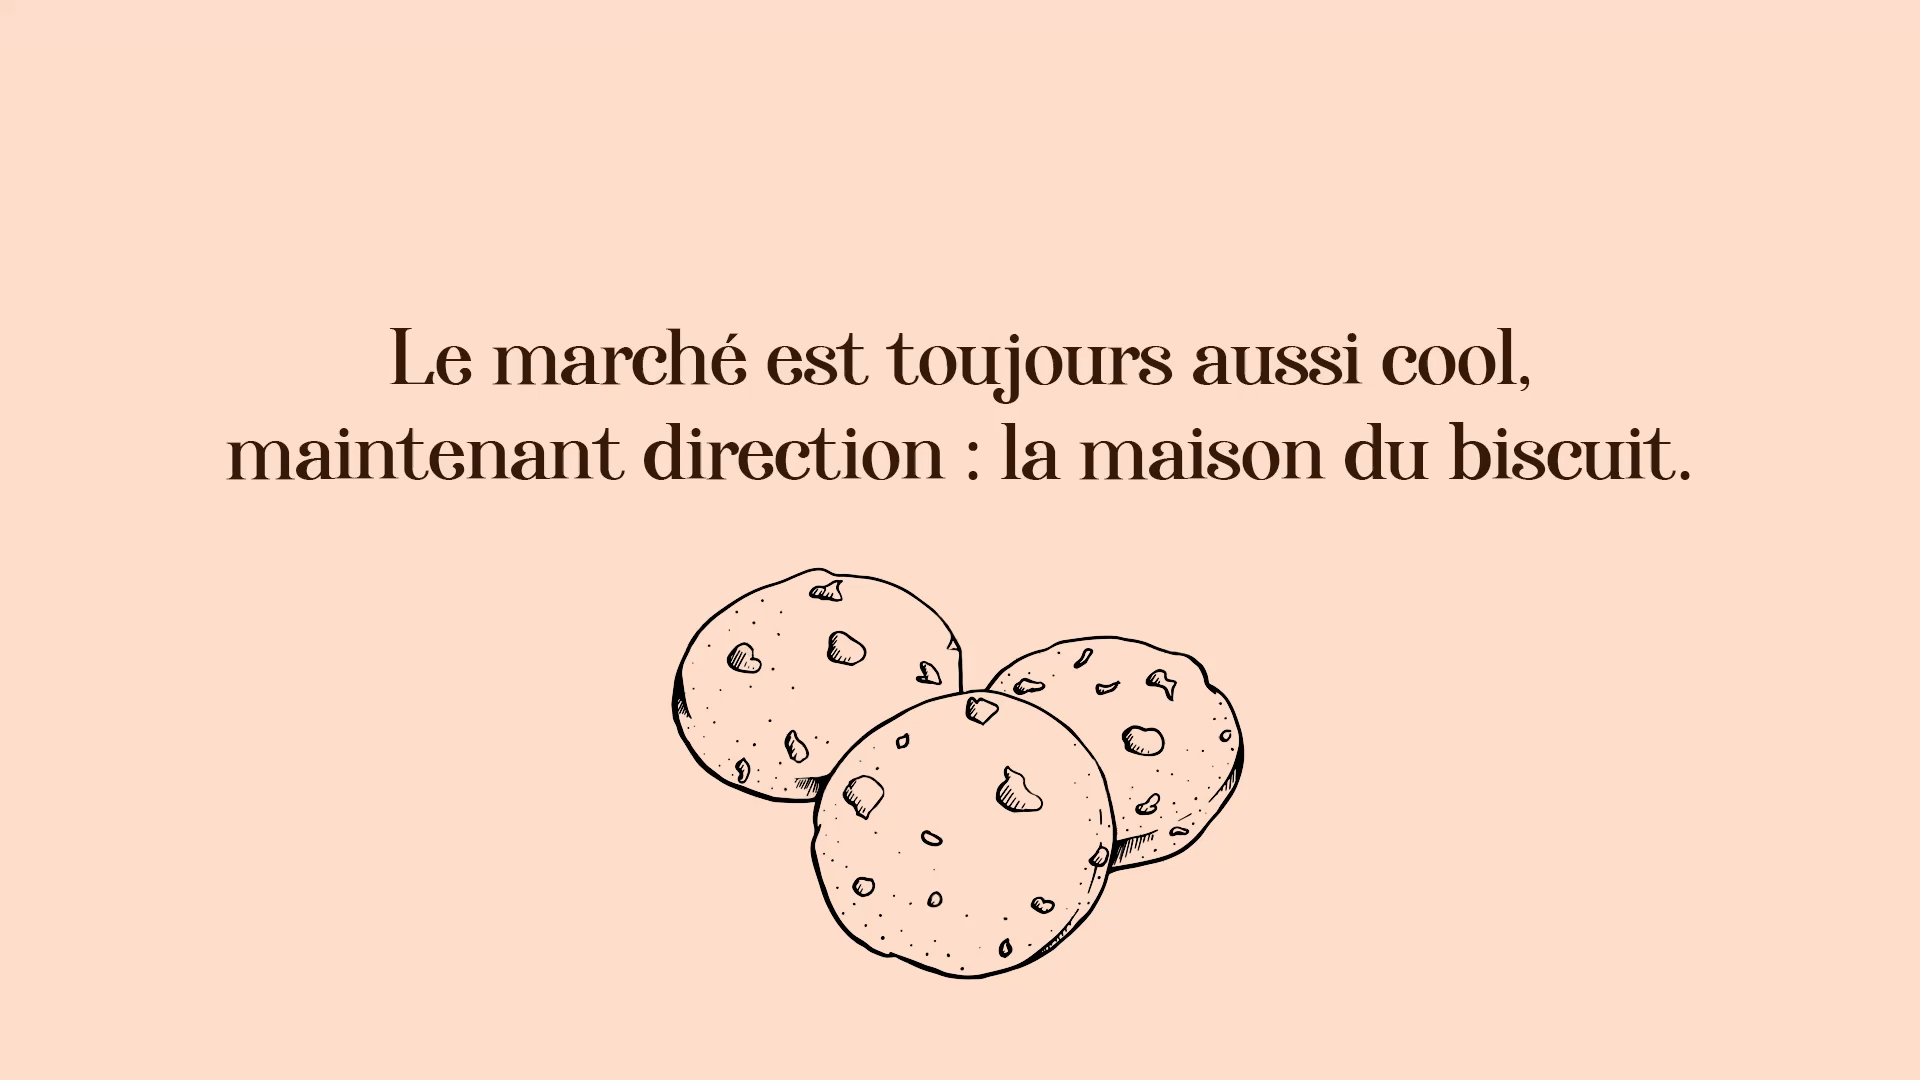 Le marché est toujours aussi cool,
maintenant direction : la maison du biscuit.